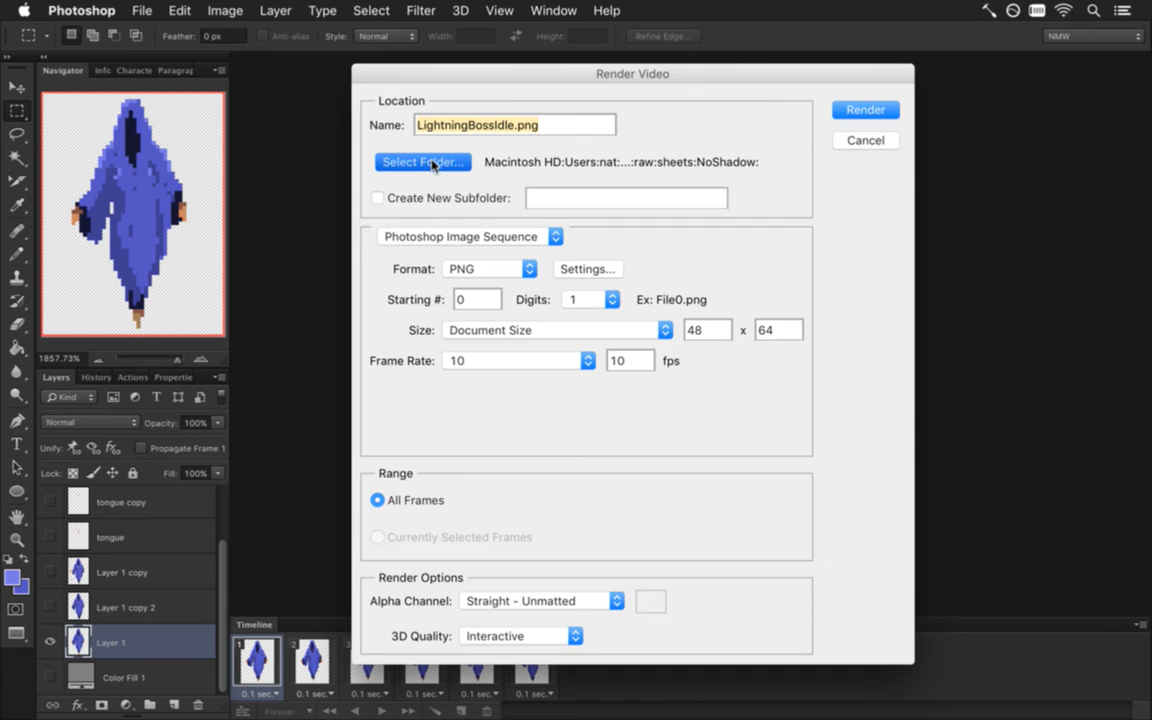 Photoshop File Edit Image Layer Type Select Filter 3D View Window Help
Feather: 0 px Anti-alias Style: Normal Width: Height: Refine Edge... NMW
Navigator Info Characte Paragrap
1857.73%
Layers History Actions Propertie
Kind
Normal Opacity: 100%
Unify: Propagate Frame 1
Lock: Fill: 100%
tongue copy
tongue
Layer 1 copy
Layer 1 copy 2
Layer 1
Color Fill 1
Render Video
Location
Name: LightningBossIdle.png
Select Folder... Macintosh HD:Users:nat:...:raw:sheets:NoShadow:
Create New Subfolder:
Photoshop Image Sequence
Format: PNG Settings...
Starting #: 0 Digits: 1 Ex: File0.png
Size: Document Size 48 x 64
Frame Rate: 10 10 fps
Range
All Frames
Currently Selected Frames
Render Options
Alpha Channel: Straight - Unmatted
3D Quality: Interactive
Render
Cancel
Timeline
1 2 3
0.1 sec. 0.1 sec. 0.1 sec. 0.1 sec. 0.1 sec. 0.1 sec.
Forever